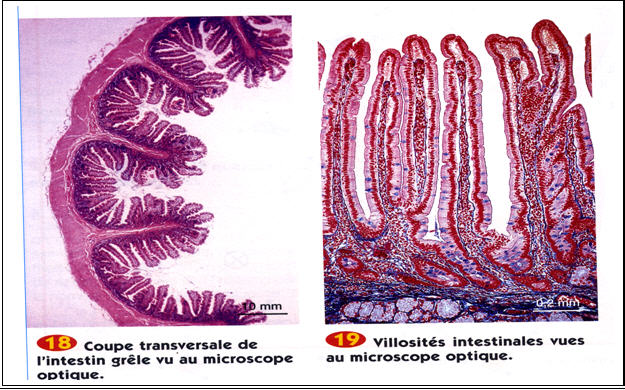 10 mm
0.2 mm
18 Coupe transversale de
l'intestin grêle vu au microscope
optique.
19 Villosités intestinales vues
au microscope optique.